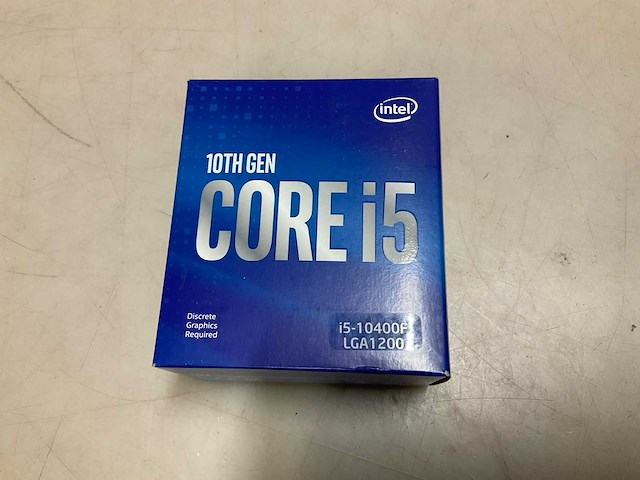 intel
10TH GEN
CORE i5
Discrete
Graphics
Required
i5-10400F
LGA1200